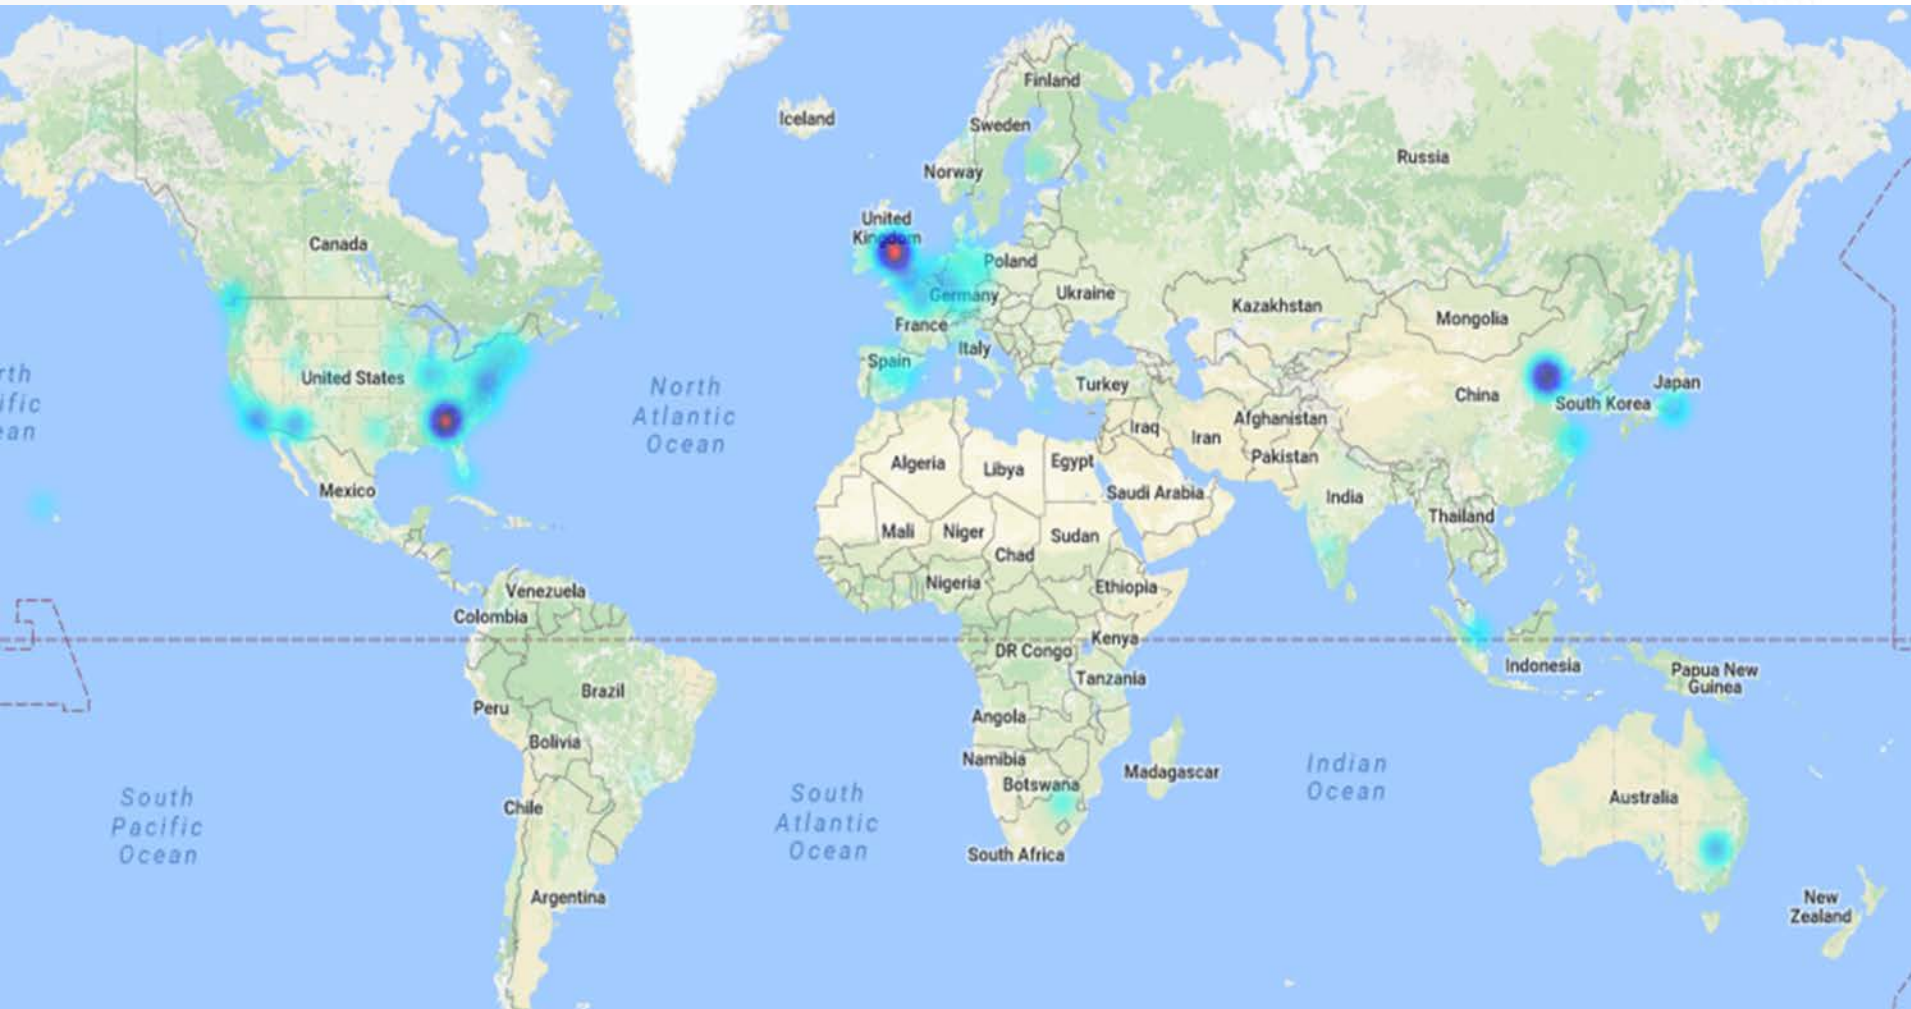 Finland
Iceland
Sweden
Russia
Norway
United
Kingdom
Canada
Poland
Germany
Ukraine
Kazakhstan
Mongolia
France
Italy
Spain
United States
North
Atlantic
Ocean
Turkey
China
Japan
South Korea
Afghanistan
Iraq
Iran
Pakistan
Algeria
Libya
Egypt
Saudi Arabia
India
Mexico
Thailand
Mali
Niger
Sudan
Chad
Nigeria
Ethiopia
Venezuela
Colombia
Kenya
DR Congo
Tanzania
Indonesia
Papua New
Guinea
Brazil
Peru
Angola
Bolivia
Namibia
Madagascar
Botswana
Indian
Ocean
South
Pacific
Ocean
Chile
South
Atlantic
Ocean
Australia
South Africa
Argentina
New
Zealand
rth
ific
ean